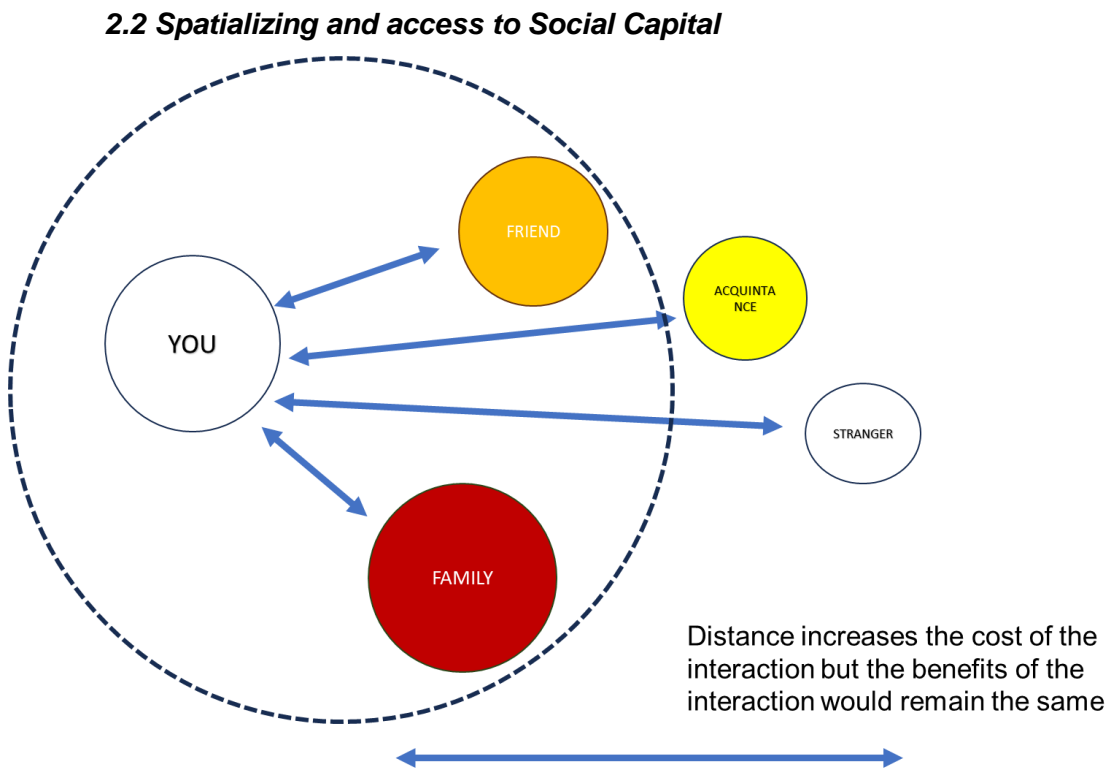 2.2 Spatializing and access to Social Capital
FRIEND
ACQUINTA
NCE
YOU
STRANGER
FAMILY
Distance increases the cost of the
interaction but the benefits of the
interaction would remain the same